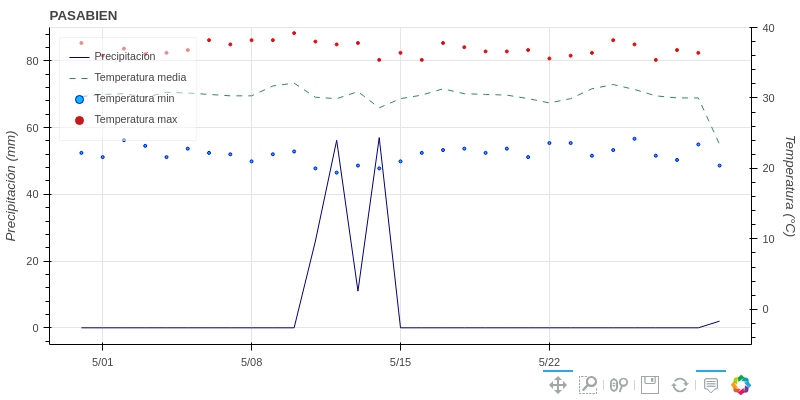 PASABIEN
Precipitación
Temperatura media
Temperatura min
Temperatura max
Precipitación (mm)
80
60
40
20
0
Temperatura (°C)
40
30
20
10
0
5/01
5/08
5/15
5/22